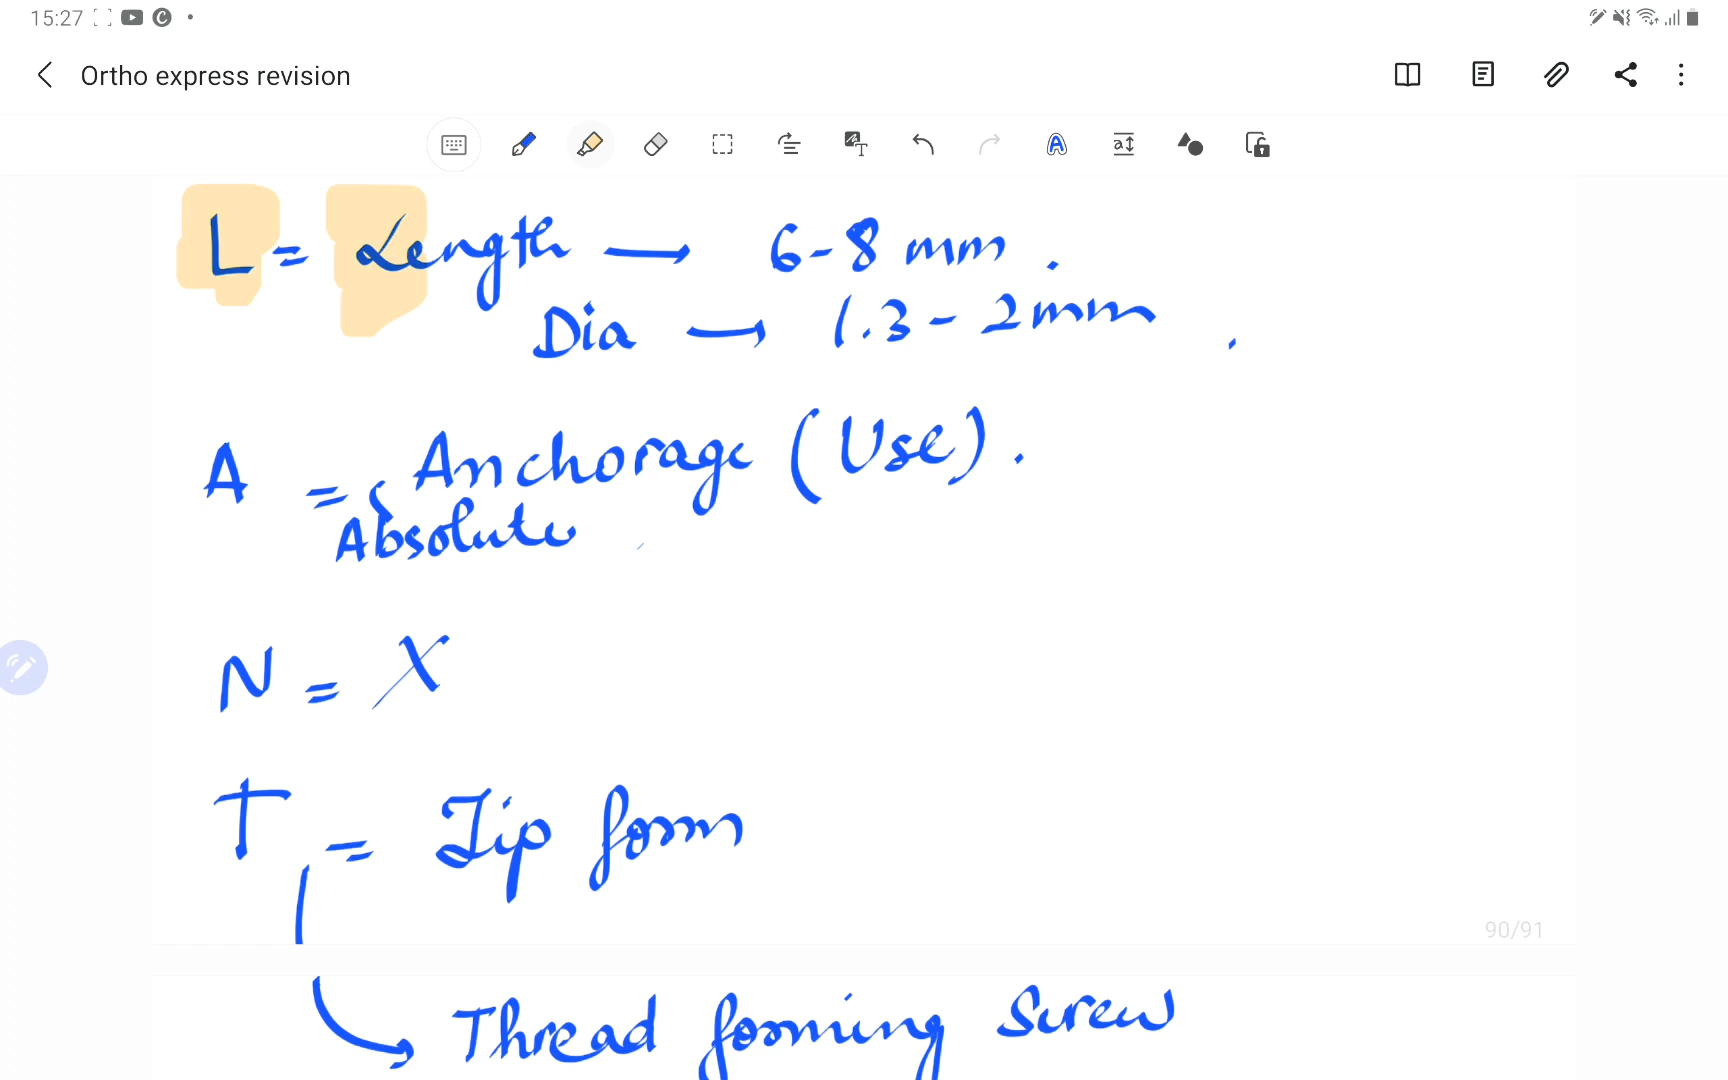 15:27
Ortho express revision
L = Length → 6-8 mm.
Dia → 1.3 - 2mm.
A = Anchorage (Use).
Absolute
N = X
T = Tip form
90/91
Thread forming Screw